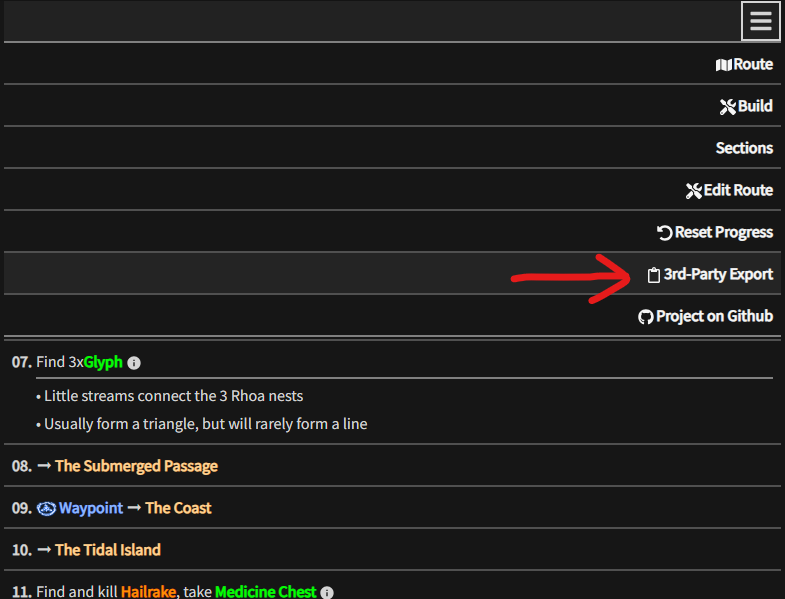 Route
Build
Sections
Edit Route
Reset Progress
3rd-Party Export
Project on Github
07. Find 3xGlyph
• Little streams connect the 3 Rhoa nests
• Usually form a triangle, but will rarely form a line
08. → The Submerged Passage
09. Waypoint → The Coast
10. → The Tidal Island
11. Find and kill Hailrake, take Medicine Chest